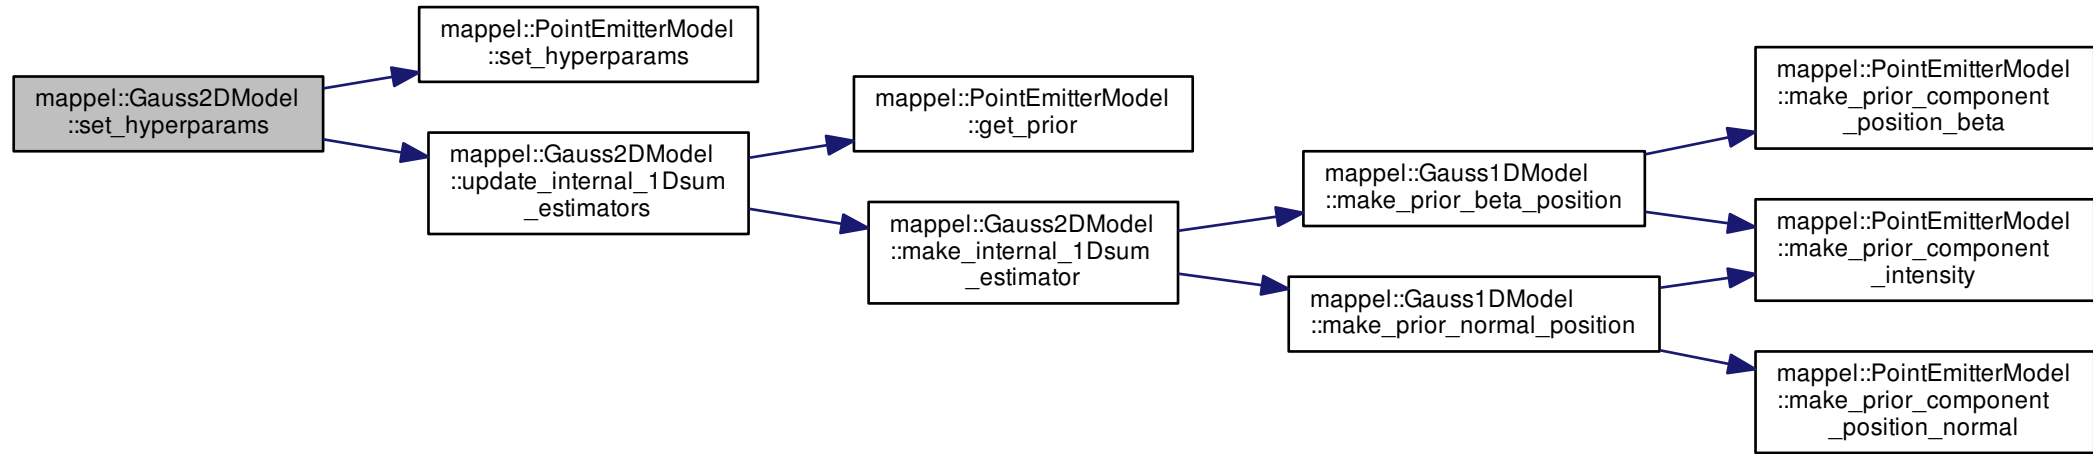 mappel::Gauss2DModel
::set_hyperparams
mappel::PointEmitterModel
::set_hyperparams
mappel::Gauss2DModel
::update_internal_1Dsum
_estimators
mappel::PointEmitterModel
::get_prior
mappel::Gauss2DModel
::make_internal_1Dsum
_estimator
mappel::Gauss1DModel
::make_prior_beta_position
mappel::Gauss1DModel
::make_prior_normal_position
mappel::PointEmitterModel
::make_prior_component
_position_beta
mappel::PointEmitterModel
::make_prior_component
_intensity
mappel::PointEmitterModel
::make_prior_component
_position_normal